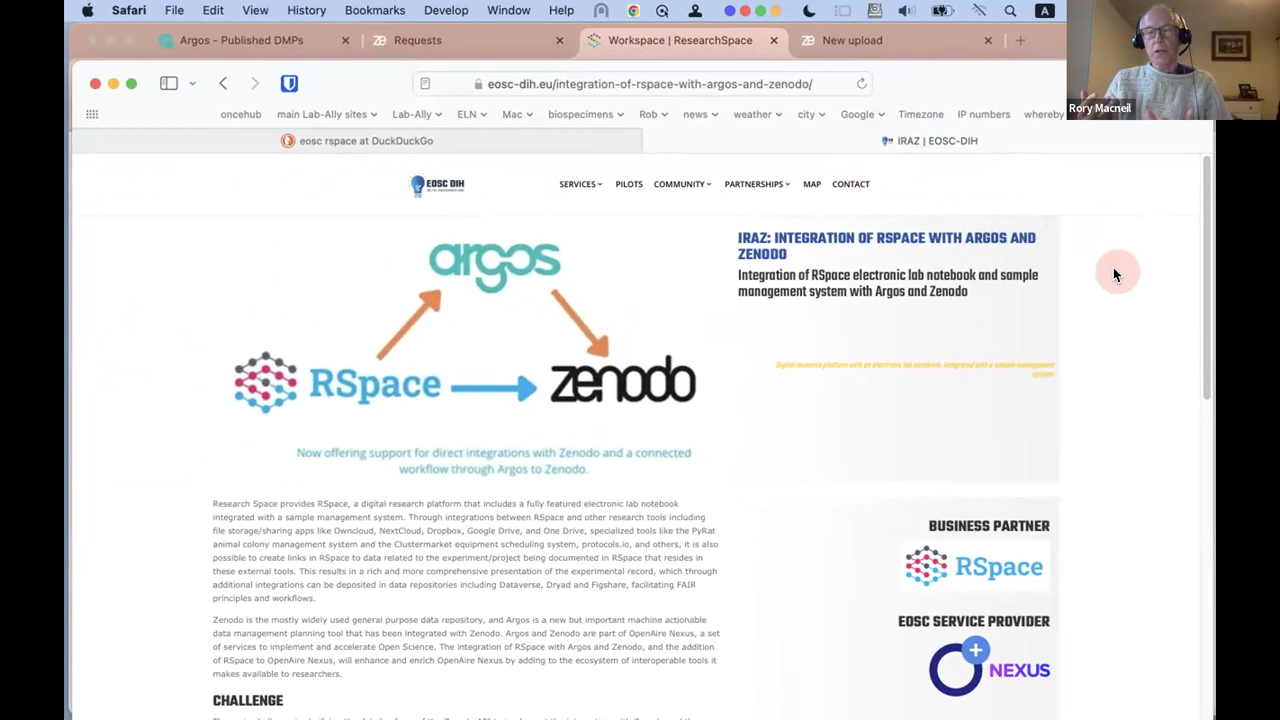 Safari File Edit View History Bookmarks Develop Window Help A
Argos - Published DMPs × Requests × Workspace | ResearchSpace × New upload × +
eosc-dih.eu/integration-of-rspace-with-argos-and-zenodo/
Rory Macneil
oncehub main Lab-Ally sites Lab-Ally ELN Mac biospecimens Rob news weather city Google Timezone IP numbers whereby
eosc rspace at DuckDuckGo IRAZ | EOSC-DIH
EOSC DIH
SERVICES PILOTS COMMUNITY PARTNERSHIPS MAP CONTACT
argos
RSpace
zenodo
Now offering support for direct integrations with Zenodo and a connected
workflow through Argos to Zenodo.
IRAZ: INTEGRATION OF RSPACE WITH ARGOS AND
ZENODO
Integration of RSpace electronic lab notebook and sample
management system with Argos and Zenodo
Digital research platform with an electronic lab notebook, integrated with a sample management
system
Research Space provides RSpace, a digital research platform that includes a fully featured electronic lab notebook
integrated with a sample management system. Through integrations between RSpace and other research tools including
file storage/sharing apps like Owncloud, NextCloud, Dropbox, Google Drive, and One Drive, specialized tools like the PyRat
animal colony management system and the Clustermarket equipment scheduling system, protocols.io, and others, it is also
possible to create links in RSpace to data related to the experiment/project being documented in RSpace that resides in
these external tools. This results in a rich and more comprehensive presentation of the experimental record, which through
additional integrations can be deposited in data repositories including Dataverse, Dryad and Figshare, facilitating FAIR
principles and workflows.
Zenodo is the mostly widely used general purpose data repository, and Argos is a new but important machine actionable
data management planning tool that has been integrated with Zenodo. Argos and Zenodo are part of OpenAire Nexus, a set
of services to implement and accelerate Open Science. The integration of RSpace with Argos and Zenodo, and the addition
of RSpace to OpenAire Nexus, will enhance and enrich OpenAire Nexus by adding to the ecosystem of interoperable tools it
makes available to researchers.
CHALLENGE
BUSINESS PARTNER
RSpace
EOSC SERVICE PROVIDER
NEXUS